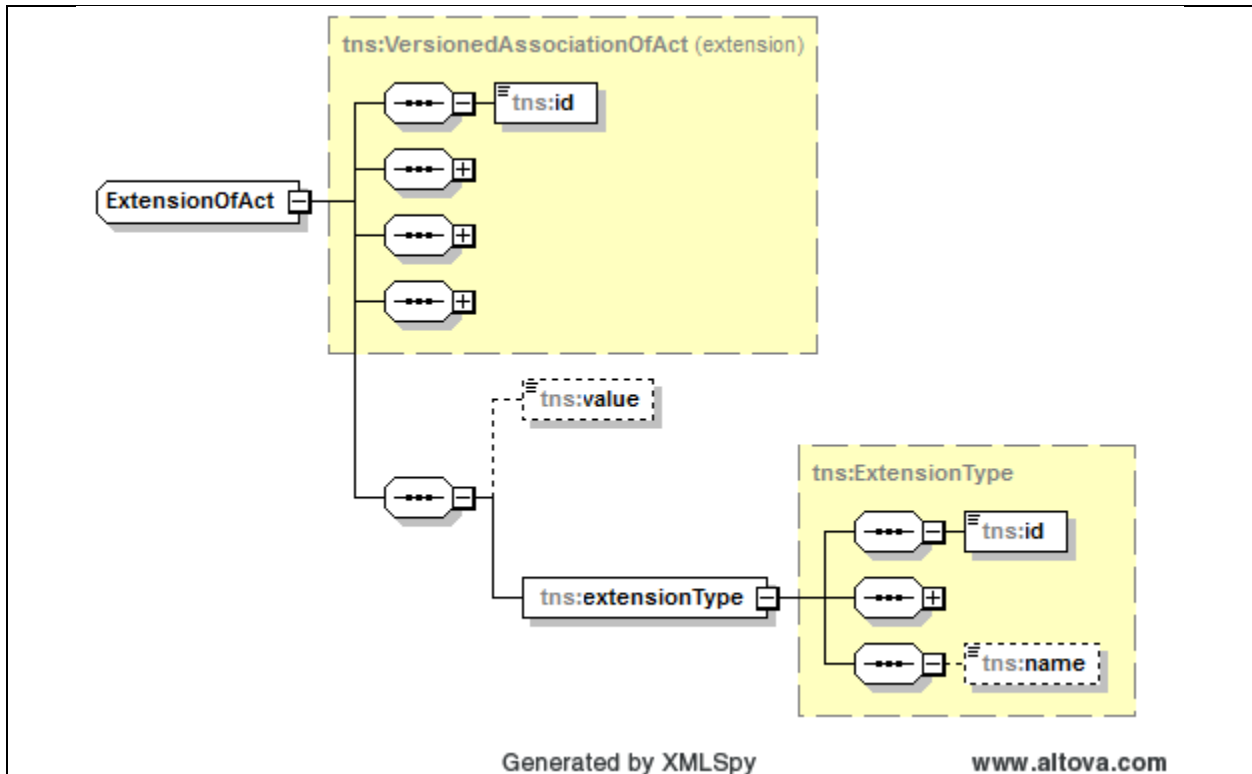 tns:VersionedAssociationOfAct (extension)
tns:id
ExtensionOfAct
tns:value
tns:ExtensionType
tns:id
tns:extensionType
tns:name
Generated by XMLSpy
www.altova.com